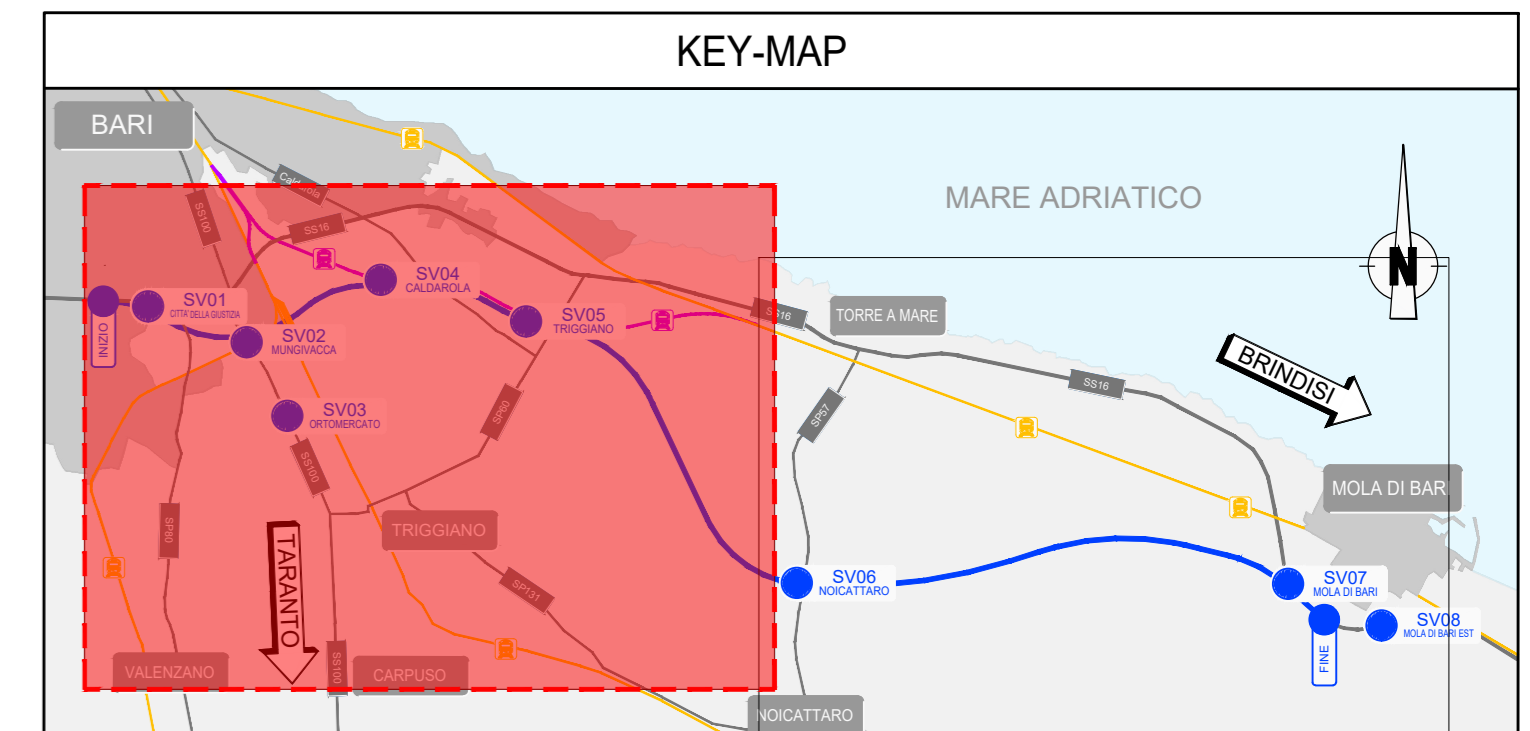 KEY-MAP
BARI
Caldarola
SS100
SS16
MARE ADRIATICO
N
SV04
CALDAROLA
SV01
CITTA' DELLA GIUSTIZIA
SV05
TRIGGIANO
SS16
TORRE A MARE
INIZIO
SV02
MUNGIVACCA
BRINDISI
SS16
SV03
ORTOMERCATO
SP60
SP57
SS100
MOLA DI BARI
SP80
TRIGGIANO
TARANTO
SP131
SV06
NOICATTARO
SV07
MOLA DI BARI
SV08
MOLA DI BARI EST
FINE
VALENZANO
SS100
CARPUSO
NOICATTARO